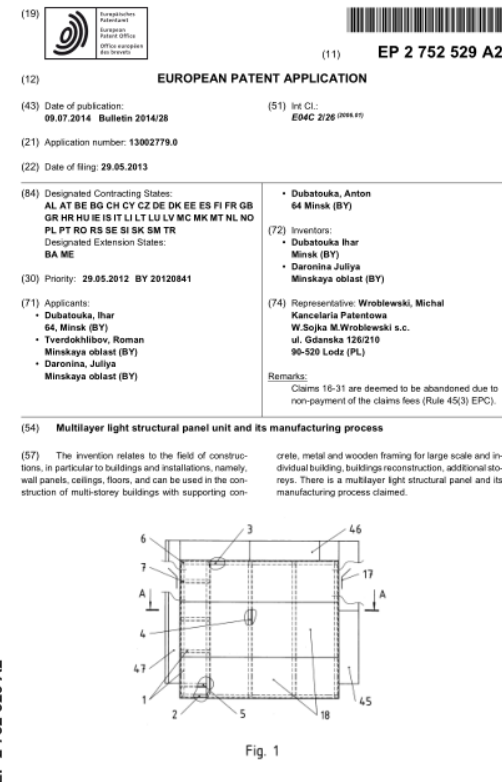 (19)
Europäisches
Patentamt
European
Patent Office
Office européen
des brevets
(11) EP 2 752 529 A2
(12) EUROPEAN PATENT APPLICATION
(43) Date of publication:
09.07.2014 Bulletin 2014/28
(21) Application number: 13002779.0
(22) Date of filing: 29.05.2013
(51) Int Cl.:
E04C 2/26 (2006.01)
(84) Designated Contracting States:
AL AT BE BG CH CY CZ DE DK EE ES FI FR GB
GR HR HU IE IS IT LI LT LU LV MC MK MT NL NO
PL PT RO RS SE SI SK SM TR
Designated Extension States:
BA ME
(30) Priority: 29.05.2012 BY 20120841
(71) Applicants:
• Dubatouka, Ihar
64, Minsk (BY)
• Tverdokhlibov, Roman
Minskaya oblast (BY)
• Daronina, Juliya
Minskaya oblast (BY)
• Dubatouka, Anton
64 Minsk (BY)
(72) Inventors:
• Dubatouka Ihar
Minsk (BY)
• Daronina Juliya
Minskaya oblast (BY)
(74) Representative: Wroblewski, Michal
Kancelaria Patentowa
W.Sojka M.Wroblewski s.c.
ul. Gdanska 126/210
90-520 Lodz (PL)
Remarks:
Claims 16-31 are deemed to be abandoned due to
non-payment of the claims fees (Rule 45(3) EPC).
(54) Multilayer light structural panel unit and its manufacturing process
(57) The invention relates to the field of construc-
tions, in particular to buildings and installations, namely,
wall panels, ceilings, floors, and can be used in the con-
struction of multi-storey buildings with supporting con-
crete, metal and wooden framing for large scale and in-
dividual building, buildings reconstruction, additional sto-
reys. There is a multilayer light structural panel and its
manufacturing process claimed.
6
3
46
7
17
A
A
4
47
1
2
5
18
45
Fig. 1